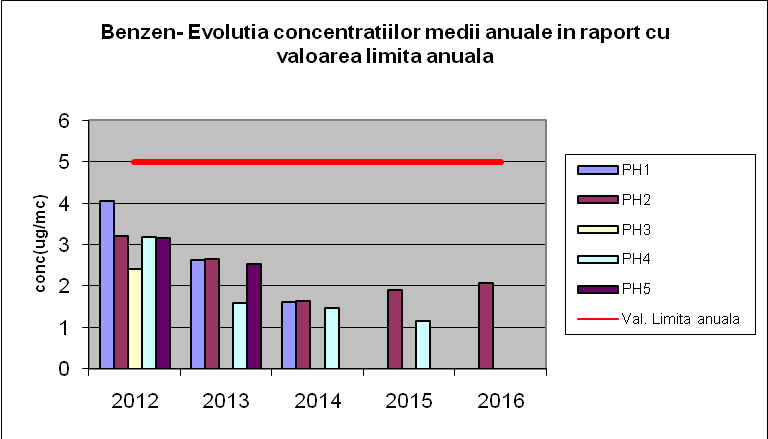 Benzen- Evolutia concentratiilor medii anuale in raport cu
valoarea limita anuala
conc(ug/mc)
6
5
4
3
2
1
0
2012 2013 2014 2015 2016
PH1
PH2
PH3
PH4
PH5
Val. Limita anuala